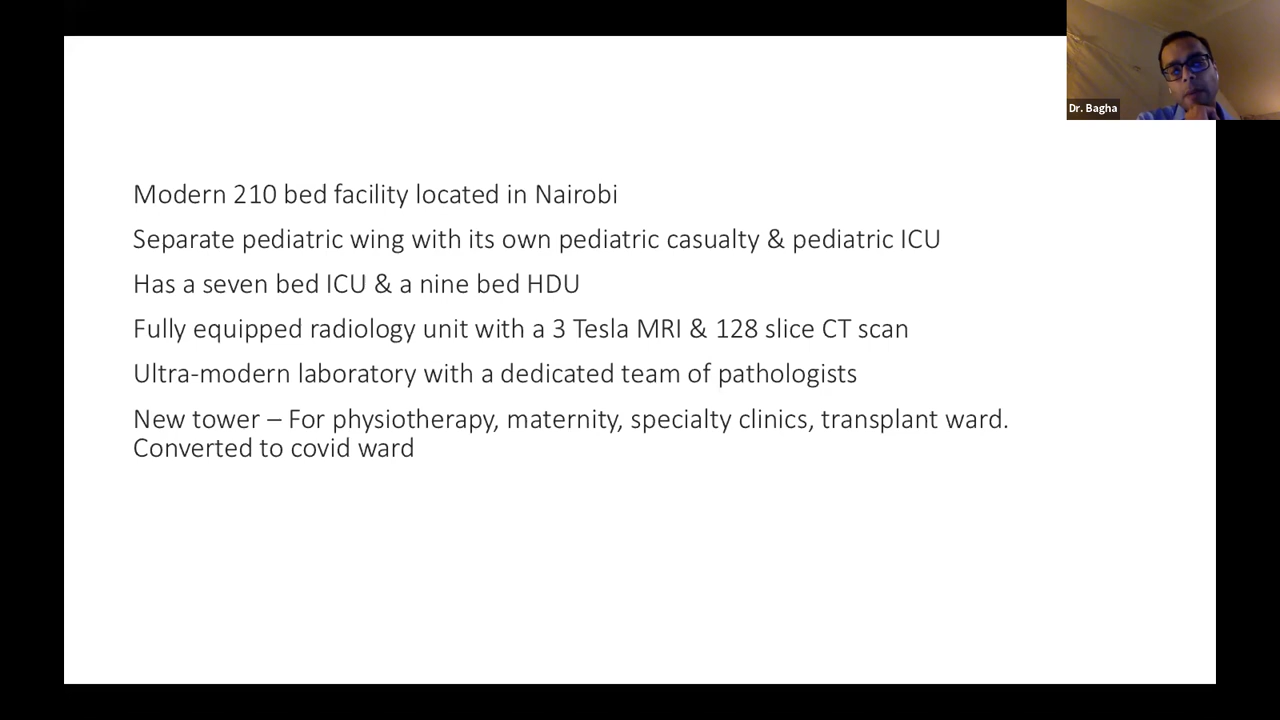 Dr. Bagha
Modern 210 bed facility located in Nairobi
Separate pediatric wing with its own pediatric casualty & pediatric ICU
Has a seven bed ICU & a nine bed HDU
Fully equipped radiology unit with a 3 Tesla MRI & 128 slice CT scan
Ultra-modern laboratory with a dedicated team of pathologists
New tower – For physiotherapy, maternity, specialty clinics, transplant ward.
Converted to covid ward